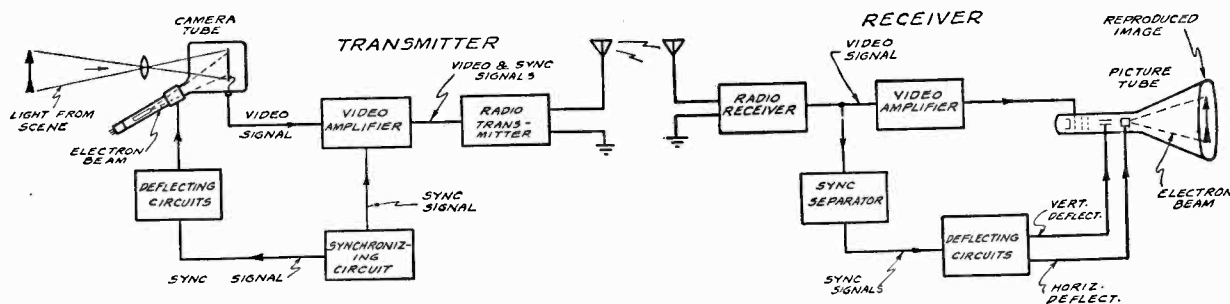 CAMERA
TUBE
TRANSMITTER
LIGHT FROM
SCENE
ELECTRON
BEAM
VIDEO
SIGNAL
VIDEO
AMPLIFIER
VIDEO & SYNC
SIGNALS
RADIO
TRANS-
MITTER
DEFLECTING
CIRCUITS
SYNC
SIGNAL
SYNCHRONIZ-
ING
CIRCUIT
SYNC SIGNAL
RECEIVER
VIDEO
SIGNAL
RADIO
RECEIVER
VIDEO
AMPLIFIER
REPRODUCED
IMAGE
PICTURE
TUBE
SYNC
SEPARATOR
SYNC
SIGNALS
DEFLECTING
CIRCUITS
VERT.
DEFLECT.
HORIZ.
DEFLECT.
ELECTRON
BEAM